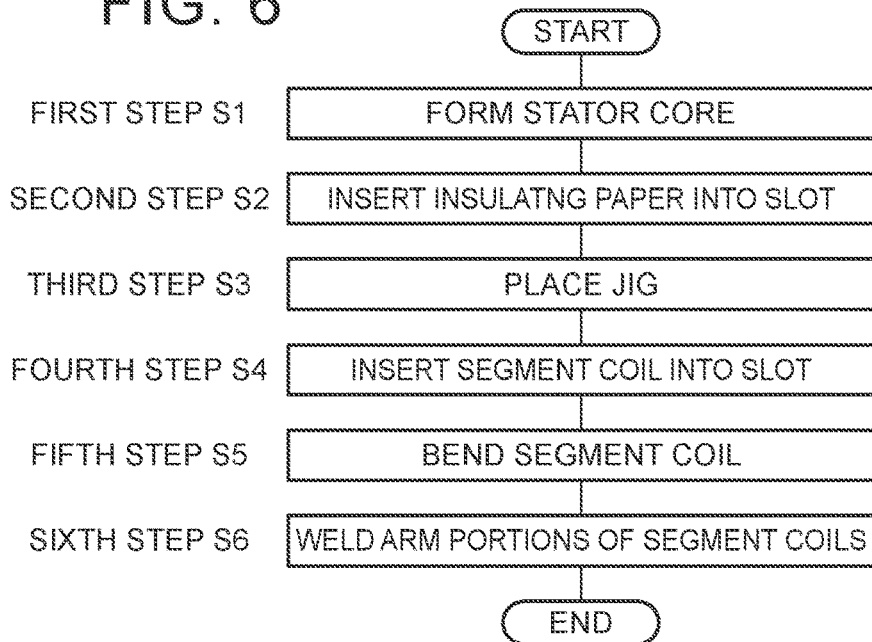 FIG. 6
START
FIRST STEP S1 FORM STATOR CORE
SECOND STEP S2 INSERT INSULATNG PAPER INTO SLOT
THIRD STEP S3 PLACE JIG
FOURTH STEP S4 INSERT SEGMENT COIL INTO SLOT
FIFTH STEP S5 BEND SEGMENT COIL
SIXTH STEP S6 WELD ARM PORTIONS OF SEGMENT COILS
END